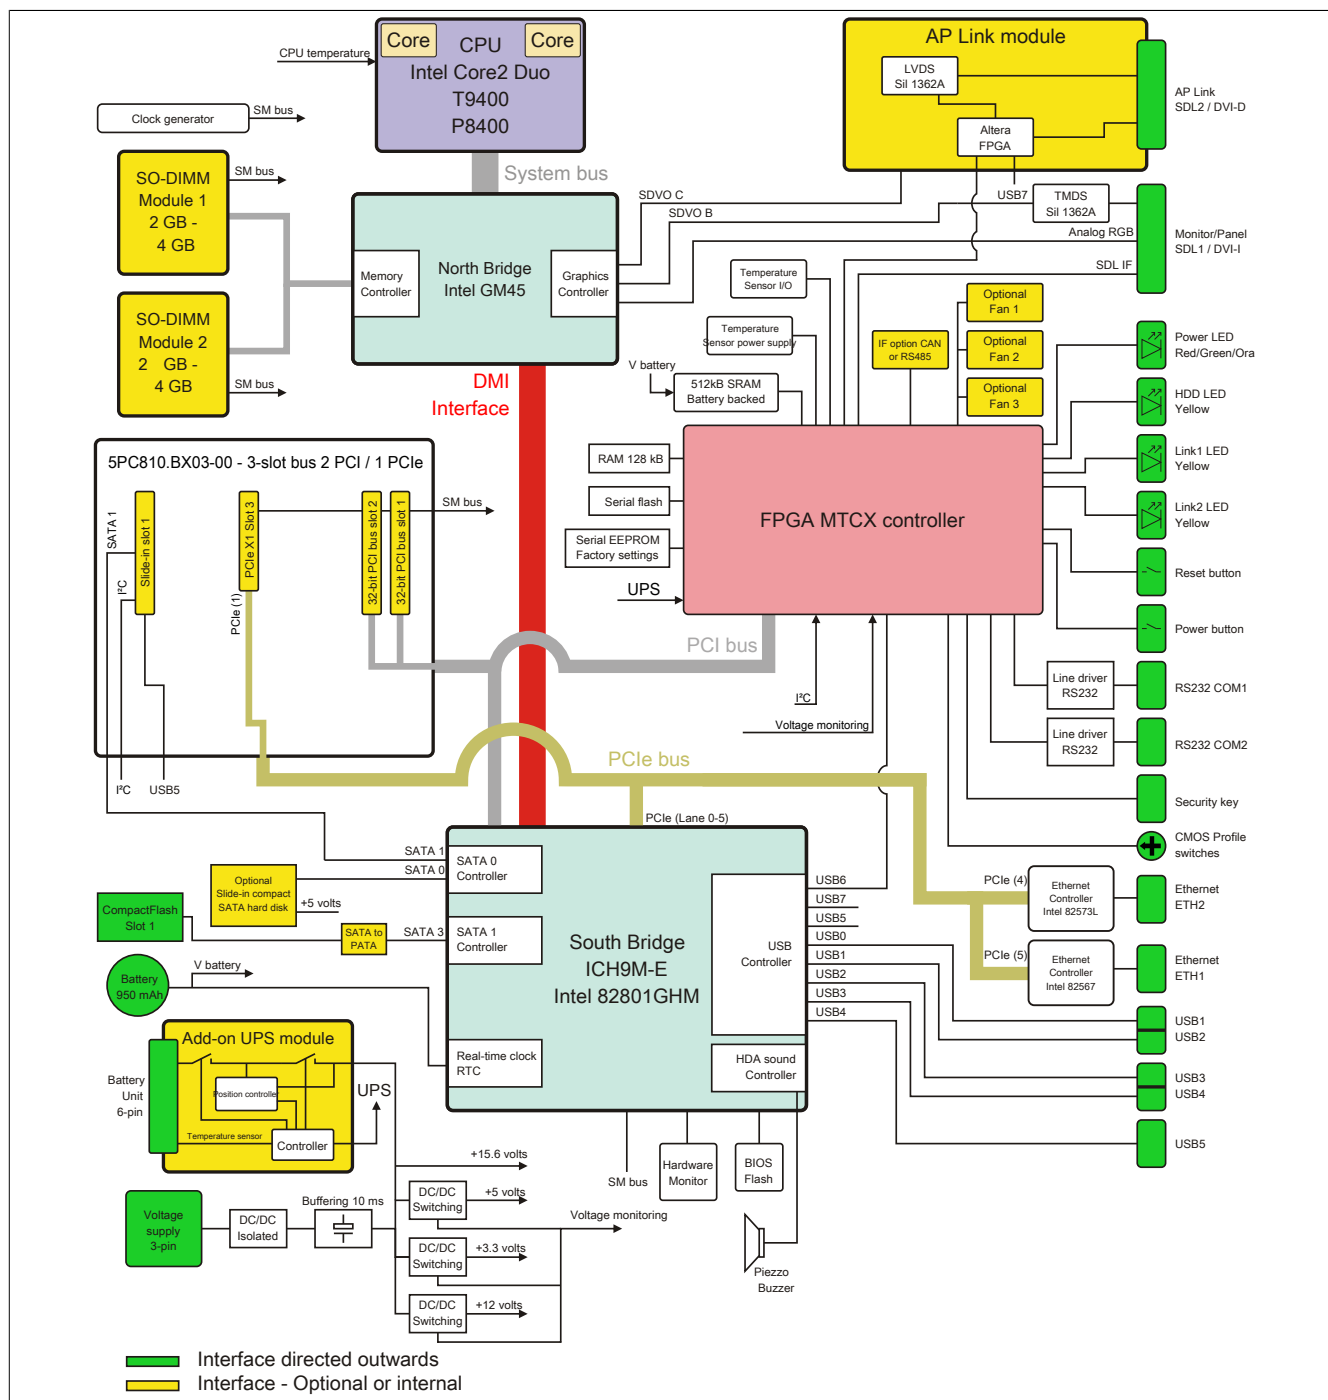 Core
CPU
Core
Intel Core2 Duo
T9400
P8400
CPU temperature
Clock generator
SM bus
SO-DIMM
Module 1
2 GB -
4 GB
SM bus
SO-DIMM
Module 2
2 GB -
4 GB
SM bus
System bus
Memory
Controller
North Bridge
Intel GM45
Graphics
Controller
DMI
Interface
AP Link module
LVDS
Sil 1362A
Altera
FPGA
AP Link
SDL2 / DVI-D
SDVO C
SDVO B
USB7
TMDS
Sil 1362A
Analog RGB
SDL IF
Monitor/Panel
SDL1 / DVI-I
Temperature
Sensor I/O
Temperature
Sensor power supply
V battery
512kB SRAM
Battery backed
IF option CAN
or RS485
Optional
Fan 1
Optional
Fan 2
Optional
Fan 3
Power LED
Red/Green/Ora
HDD LED
Yellow
Link1 LED
Yellow
Link2 LED
Yellow
Reset button
Power button
5PC810.BX03-00 - 3-slot bus 2 PCI / 1 PCIe
SATA 1
Slide-in slot 1
I²C
PCIe X1 Slot 3
PCIe (1)
32-bit PCI bus slot 2
32-bit PCI bus slot 1
SM bus
I²C
USB5
RAM 128 kB
Serial flash
Serial EEPROM
Factory settings
UPS
FPGA MTCX controller
PCI bus
I²C
Voltage monitoring
Line driver
RS232
RS232 COM1
Line driver
RS232
RS232 COM2
Security key
CMOS Profile
switches
PCIe bus
PCIe (Lane 0-5)
PCIe (4)
Ethernet
Controller
Intel 82573L
Ethernet
ETH2
PCIe (5)
Ethernet
Controller
Intel 82567
Ethernet
ETH1
SATA 1
SATA 0
SATA 0
Controller
Optional
Slide-in compact
SATA hard disk
+5 volts
CompactFlash
Slot 1
SATA to
PATA
SATA 3
SATA 1
Controller
South Bridge
ICH9M-E
Intel 82801GHM
USB
Controller
USB6
USB7
USB5
USB0
USB1
USB2
USB3
USB4
USB1
USB2
USB3
USB4
USB5
V battery
Battery
950 mAh
Real-time clock
RTC
HDA sound
Controller
Add-on UPS module
Battery
Unit
6-pin
Position controller
Temperature sensor
Controller
UPS
SM bus
Hardware
Monitor
BIOS
Flash
Piezzo
Buzzer
+15.6 volts
DC/DC
Switching
+5 volts
Voltage monitoring
DC/DC
Switching
+3.3 volts
DC/DC
Switching
+12 volts
Voltage
supply
3-pin
DC/DC
Isolated
Buffering 10 ms
Interface directed outwards
Interface - Optional or internal